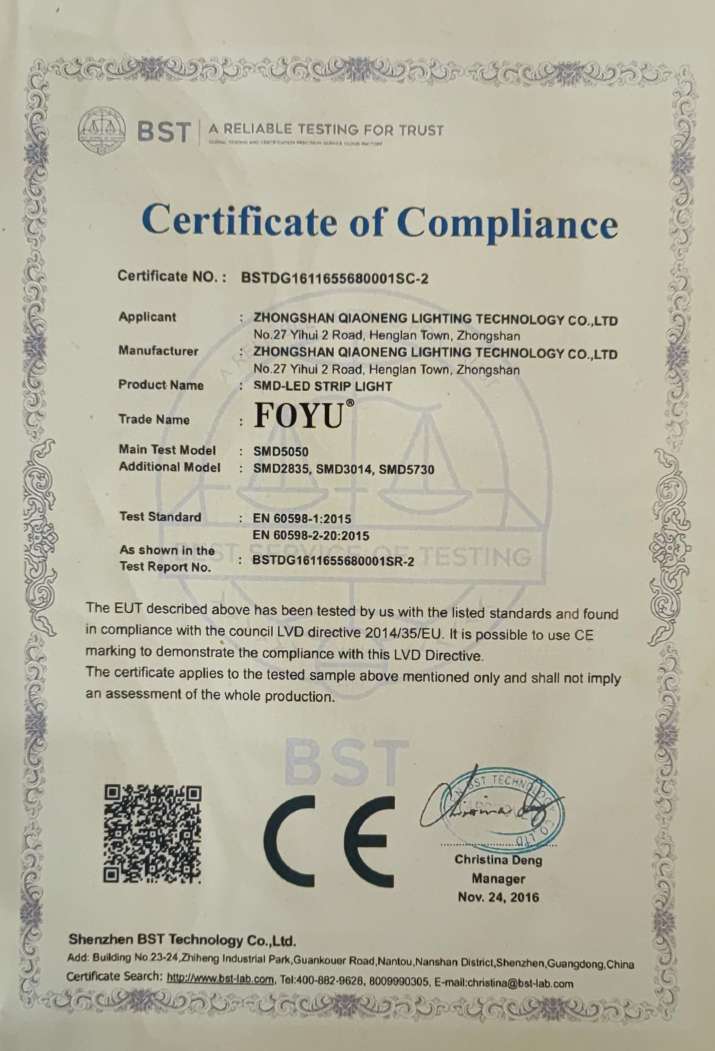 BST A RELIABLE TESTING FOR TRUST
Certificate of Compliance
Certificate NO. : BSTDG1611655680001SC-2
Applicant : ZHONGSHAN QIAONENG LIGHTING TECHNOLOGY CO.,LTD
No.27 Yihui 2 Road, Henglan Town, Zhongshan
Manufacturer : ZHONGSHAN QIAONENG LIGHTING TECHNOLOGY CO.,LTD
No.27 Yihui 2 Road, Henglan Town, Zhongshan
Product Name : SMD-LED STRIP LIGHT
Trade Name : FOYU®
Main Test Model : SMD5050
Additional Model : SMD2835, SMD3014, SMD5730
Test Standard : EN 60598-1:2015
EN 60598-2-20:2015
As shown in the
Test Report No. : BSTDG1611655680001SR-2
BEST SERVICE OF TESTING
The EUT described above has been tested by us with the listed standards and found
in compliance with the council LVD directive 2014/35/EU. It is possible to use CE
marking to demonstrate the compliance with this LVD Directive.
The certificate applies to the tested sample above mentioned only and shall not imply
an assessment of the whole production.
BST
CE
BST TECHNO
CO.,LTD
Christina Deng
Manager
Nov. 24, 2016
Shenzhen BST Technology Co.,Ltd.
Add: Building No.23-24,Zhiheng Industrial Park,Guankouer Road,Nantou,Nanshan District,Shenzhen,Guangdong,China
Certificate Search: http://www.bst-lab.com, Tel:400-882-9628, 8009990305, E-mail:christina@bst-lab.com